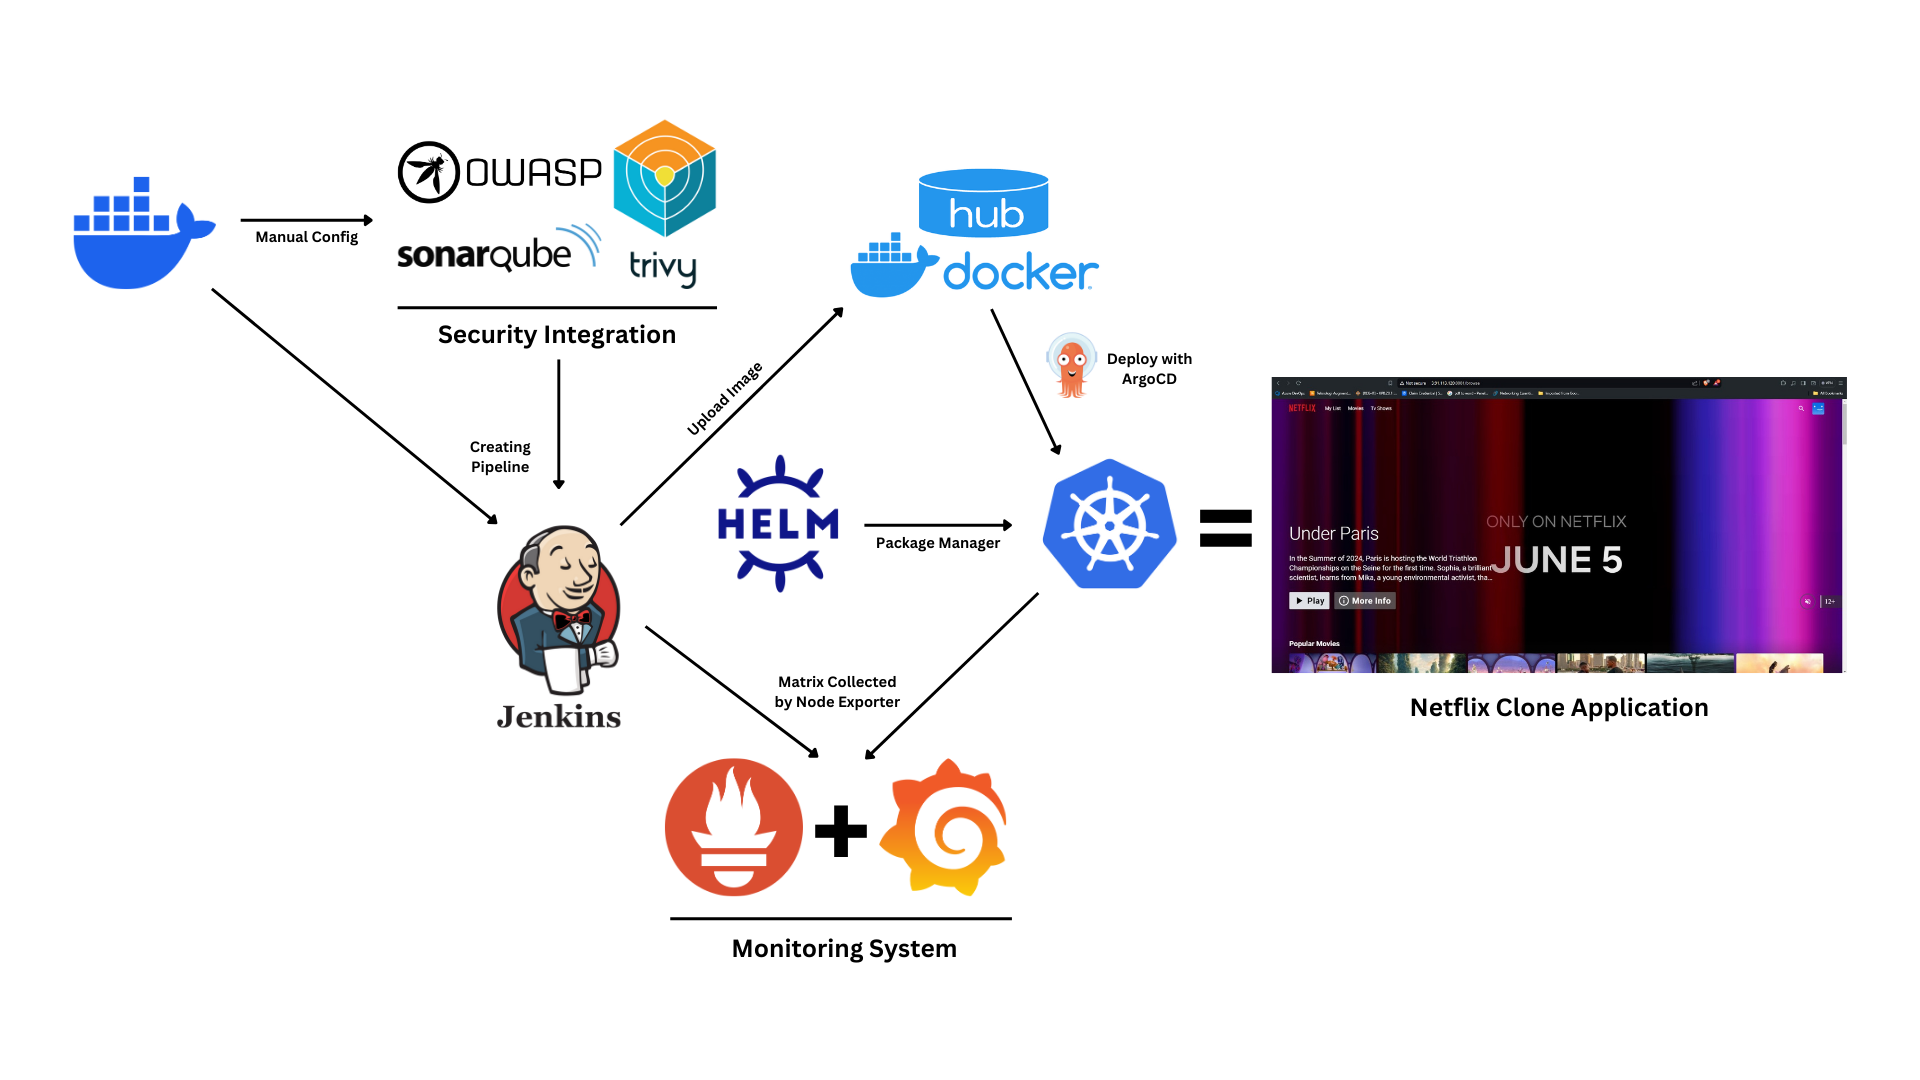 OWASP
sonarqube
trivy
Manual Config
Security Integration
hub
docker
Upload Image
Deploy with
ArgoCD
Creating
Pipeline
HELM
Package Manager
Jenkins
Matrix Collected
by Node Exporter
Monitoring System
Not secure
NETFLIX My List Movies TV Shows
ONLY ON NETFLIX
JUNE 5
Under Paris
In the Summer of 2024, Paris is hosting the World Triathlon
Championships on the Seine for the first time. Sophia, a brilliant
scientist, learns from Mika, a young environmental activist, tha...
Play More Info
12+
Popular Movies
Netflix Clone Application